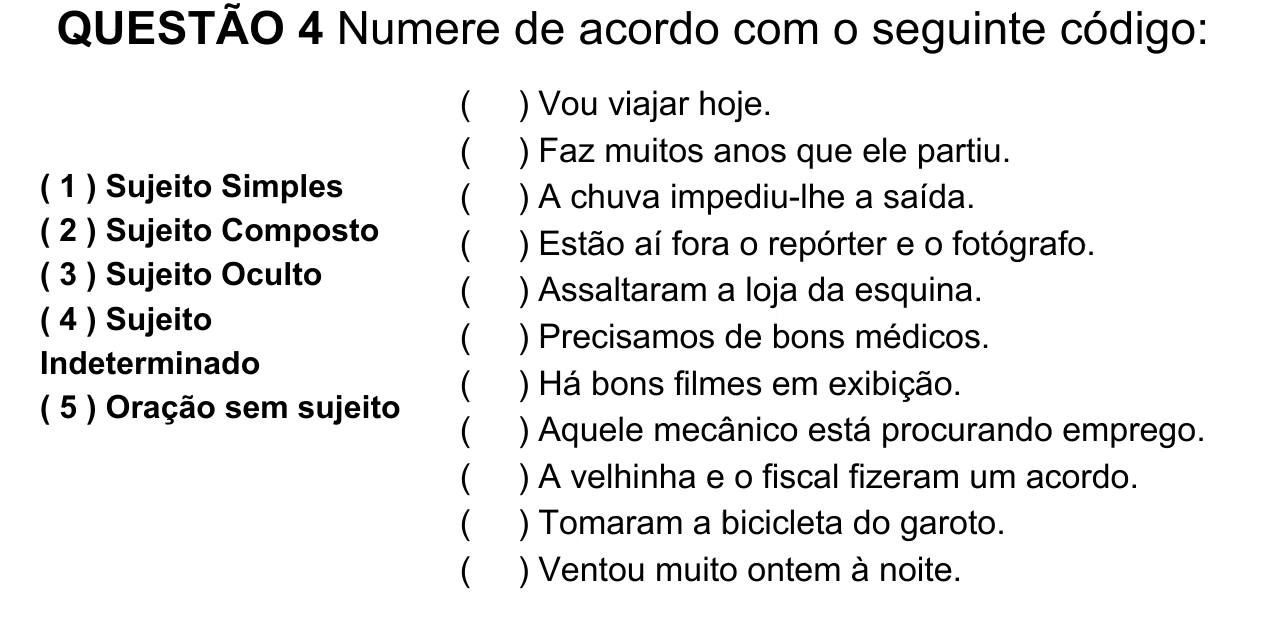 QUESTÃO 4 Numere de acordo com o seguinte código:
( 1 ) Sujeito Simples
( 2 ) Sujeito Composto
( 3 ) Sujeito Oculto
( 4 ) Sujeito
Indeterminado
( 5 ) Oração sem sujeito
( ) Vou viajar hoje.
( ) Faz muitos anos que ele partiu.
( ) A chuva impediu-lhe a saída.
( ) Estão aí fora o repórter e o fotógrafo.
( ) Assaltaram a loja da esquina.
( ) Precisamos de bons médicos.
( ) Há bons filmes em exibição.
( ) Aquele mecânico está procurando emprego.
( ) A velhinha e o fiscal fizeram um acordo.
( ) Tomaram a bicicleta do garoto.
( ) Ventou muito ontem à noite.